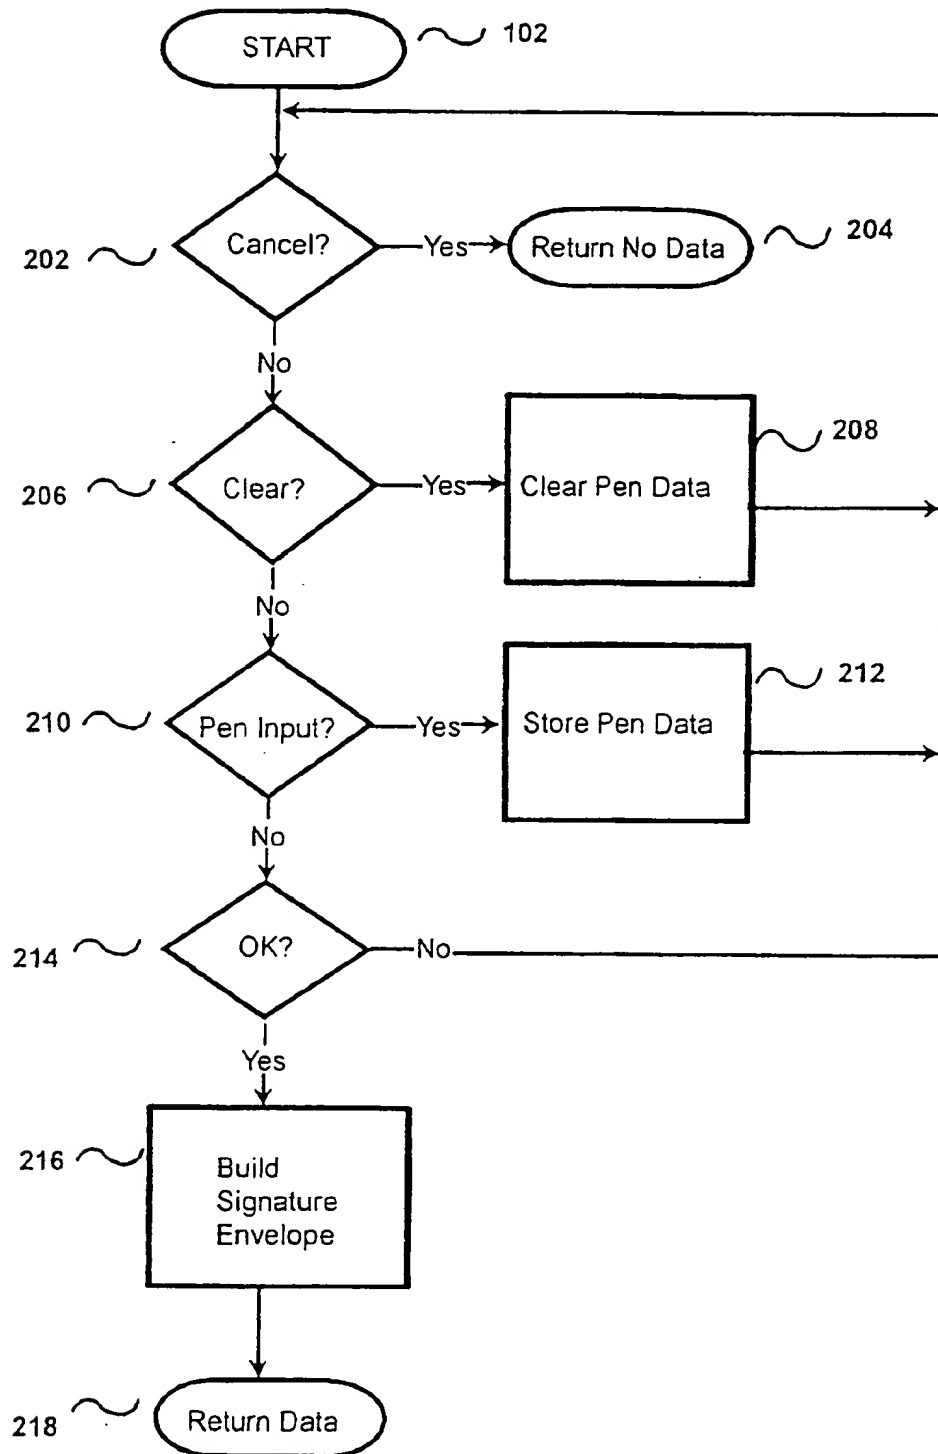 START
102
202
Cancel?
Yes
Return No Data
204
No
206
Clear?
Yes
Clear Pen Data
208
No
210
Pen Input?
Yes
Store Pen Data
212
No
214
OK?
No
Yes
216
Build
Signature
Envelope
218
Return Data